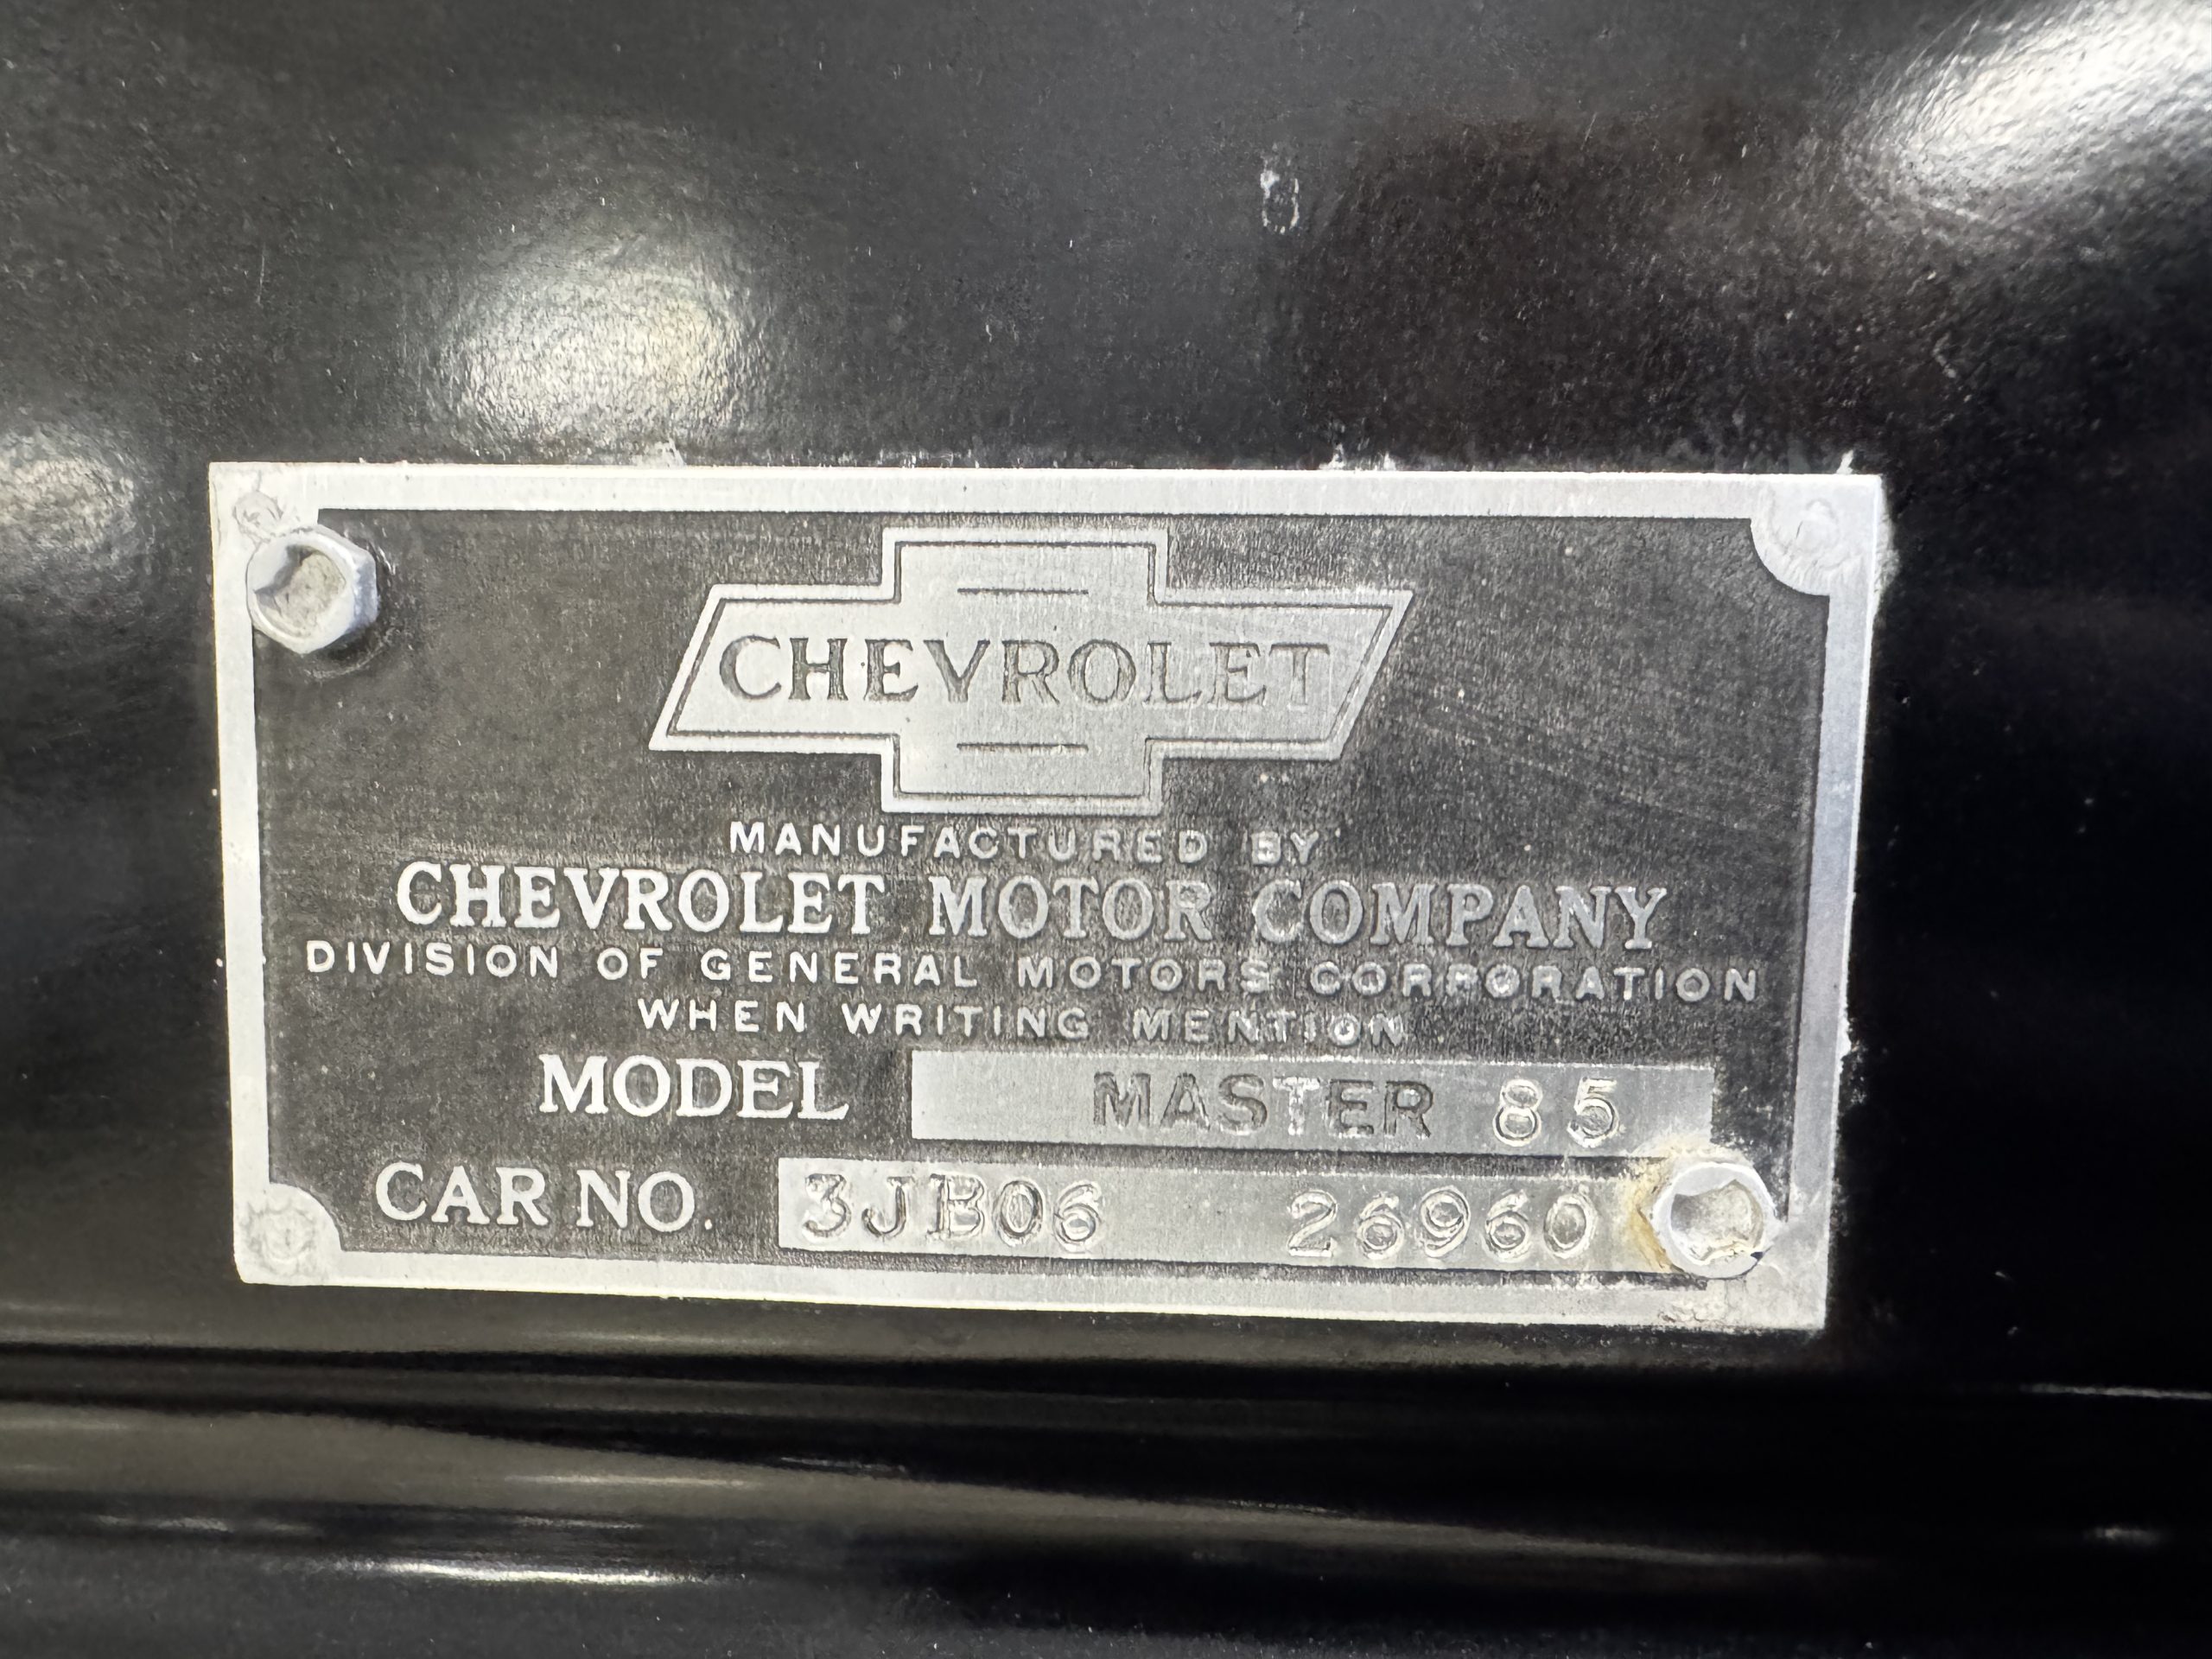 CHEVROLET
MANUFACTURED BY
CHEVROLET MOTOR COMPANY
DIVISION OF GENERAL MOTORS CORPORATION
WHEN WRITING MENTION
MODEL MASTER 85
CAR NO. 3JB06 26960